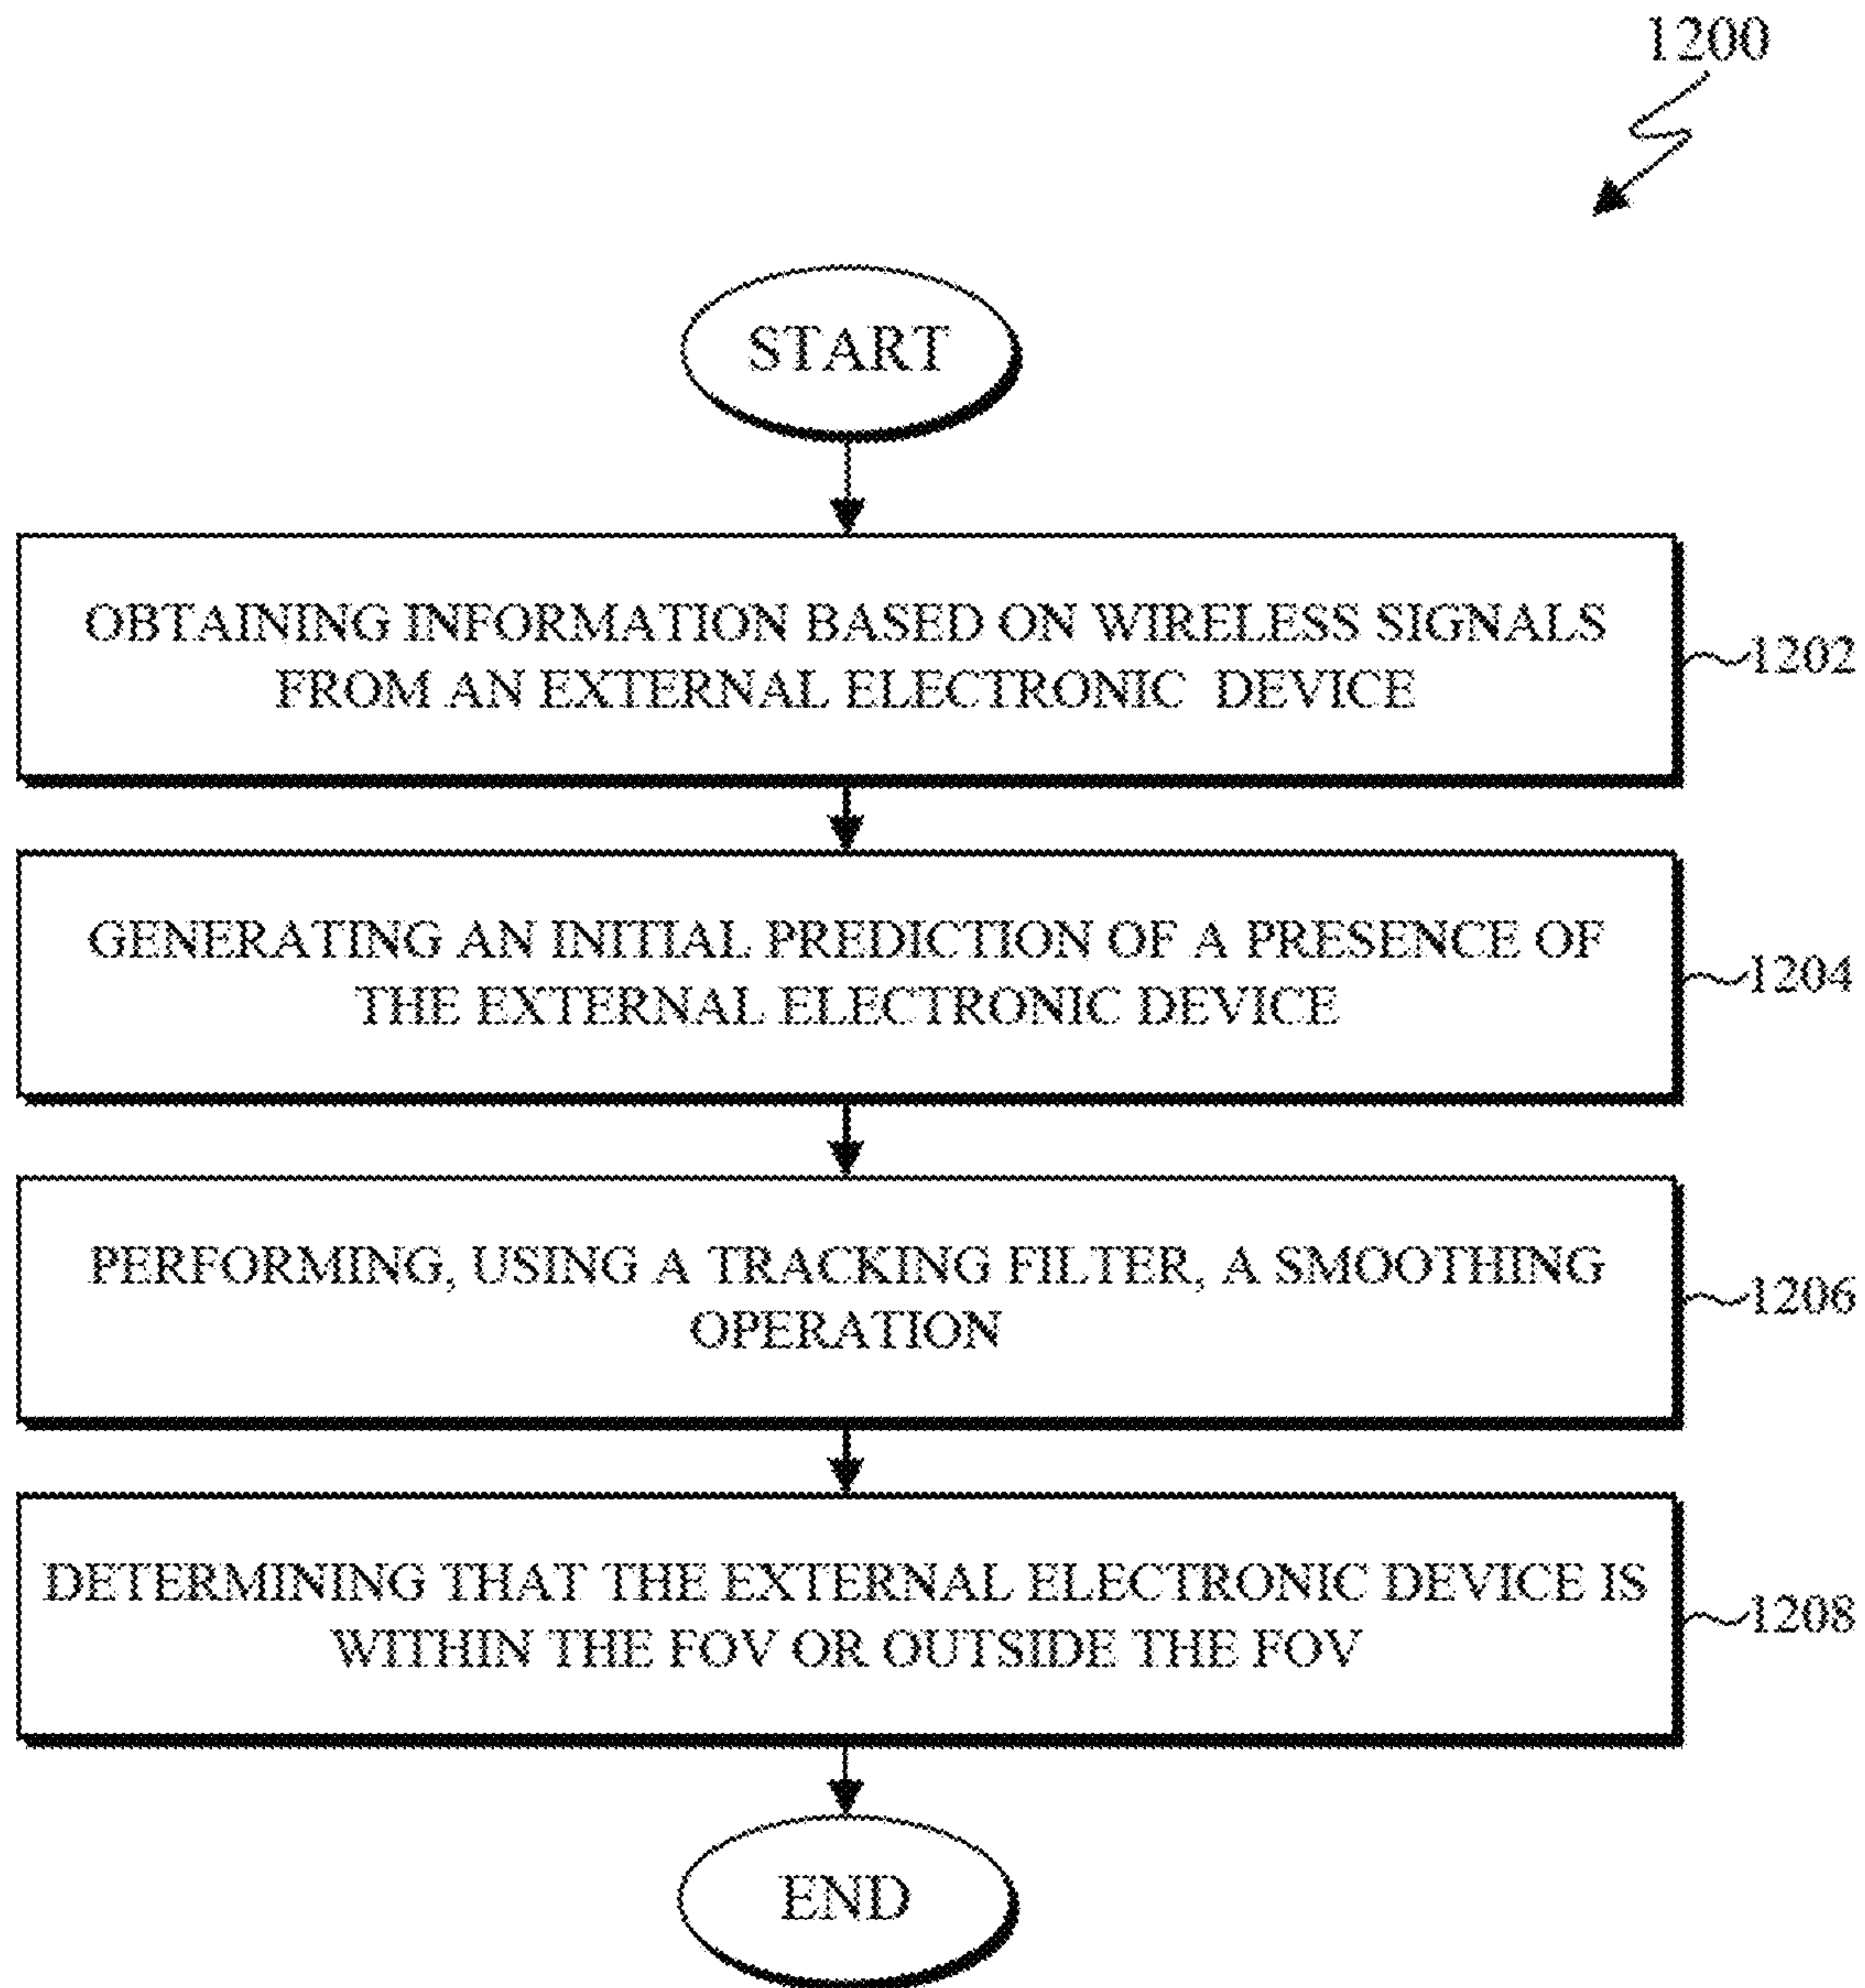 1200
START
OBTAINING INFORMATION BASED ON WIRELESS SIGNALS
FROM AN EXTERNAL ELECTRONIC DEVICE
1202
GENERATING AN INITIAL PREDICTION OF A PRESENCE OF
THE EXTERNAL ELECTRONIC DEVICE
1204
PERFORMING, USING A TRACKING FILTER, A SMOOTHING
OPERATION
1206
DETERMINING THAT THE EXTERNAL ELECTRONIC DEVICE IS
WITHIN THE FOV OR OUTSIDE THE FOV
1208
END